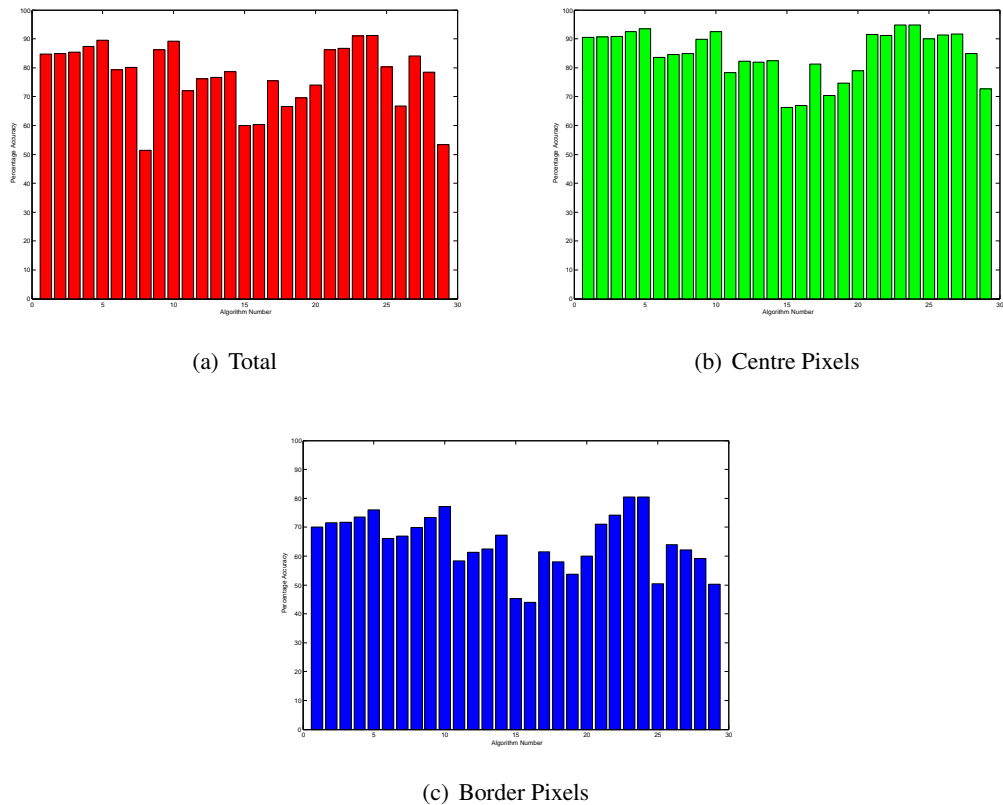 100
90
80
70
60
50
40
30
20
10
0
Percentage Accuracy
0 5 10 15 20 25 30
Algorithm Number
(a) Total
100
90
80
70
60
50
40
30
20
10
0
Percentage Accuracy
0 5 10 15 20 25 30
Algorithm Number
(b) Centre Pixels
100
90
80
70
60
50
40
30
20
10
0
Percentage Accuracy
0 5 10 15 20 25 30
Algorithm Number
(c) Border Pixels